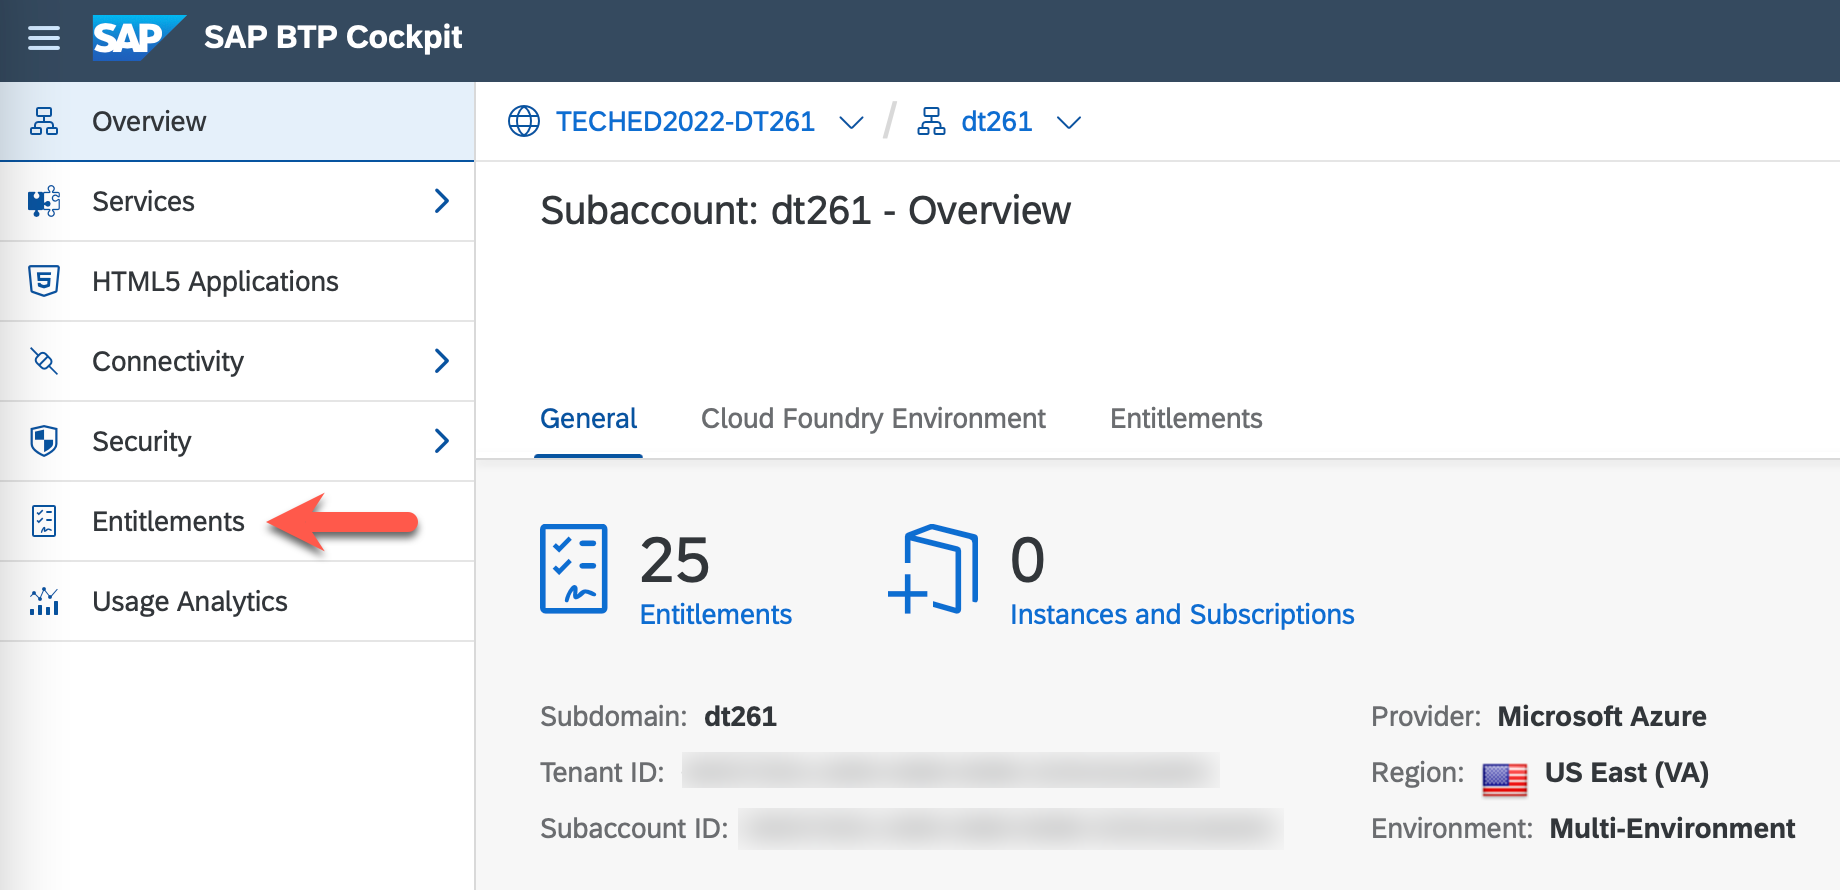 SAP SAP BTP Cockpit
Overview
Services
HTML5 Applications
Connectivity
Security
Entitlements
Usage Analytics
TECHED2022-DT261 / dt261
Subaccount: dt261 - Overview
General Cloud Foundry Environment Entitlements
25
Entitlements
0
Instances and Subscriptions
Subdomain: dt261
Tenant ID:
Subaccount ID:
Provider: Microsoft Azure
Region: US East (VA)
Environment: Multi-Environment